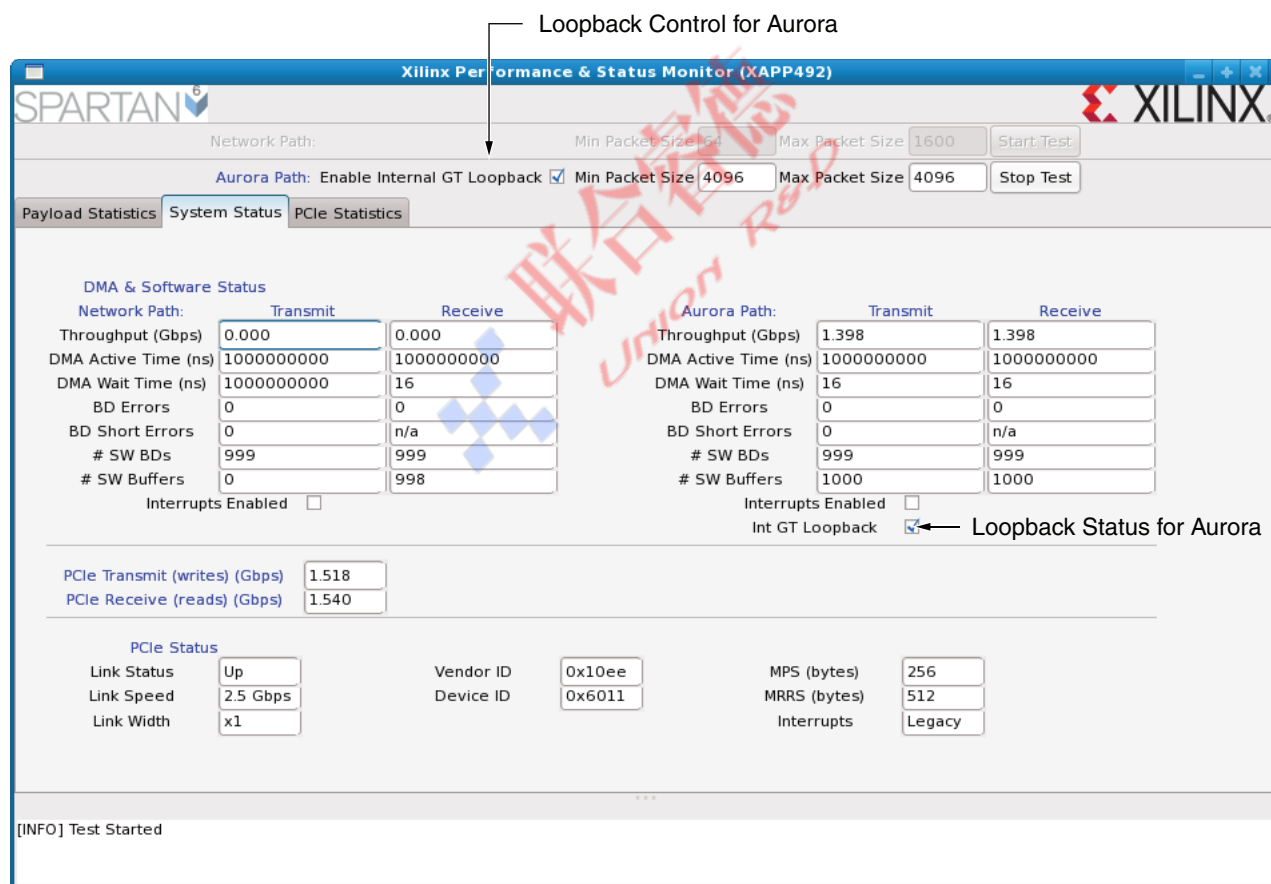 Loopback Control for Aurora
Xilinx Performance & Status Monitor (XAPP492)
SPARTAN 6
XILINX
Network Path: Min Packet Size 64 Max Packet Size 1600 Start Test
Aurora Path: Enable Internal GT Loopback Min Packet Size 4096 Max Packet Size 4096 Stop Test
Payload Statistics System Status PCIe Statistics
联合睿德
Union R&D
DMA & Software Status
Network Path: Transmit Receive Aurora Path: Transmit Receive
Throughput (Gbps) 0.000 0.000 Throughput (Gbps) 1.398 1.398
DMA Active Time (ns) 1000000000 1000000000 DMA Active Time (ns) 1000000000 1000000000
DMA Wait Time (ns) 1000000000 16 DMA Wait Time (ns) 16 16
BD Errors 0 0 BD Errors 0 0
BD Short Errors 0 n/a BD Short Errors 0 n/a
# SW BDs 999 999 # SW BDs 999 999
# SW Buffers 0 998 # SW Buffers 1000 1000
Interrupts Enabled Interrupts Enabled
Int GT Loopback Loopback Status for Aurora
PCIe Transmit (writes) (Gbps) 1.518
PCIe Receive (reads) (Gbps) 1.540
PCIe Status
Link Status Up Vendor ID 0x10ee MPS (bytes) 256
Link Speed 2.5 Gbps Device ID 0x6011 MRRS (bytes) 512
Link Width x1 Interrupts Legacy
[INFO] Test Started